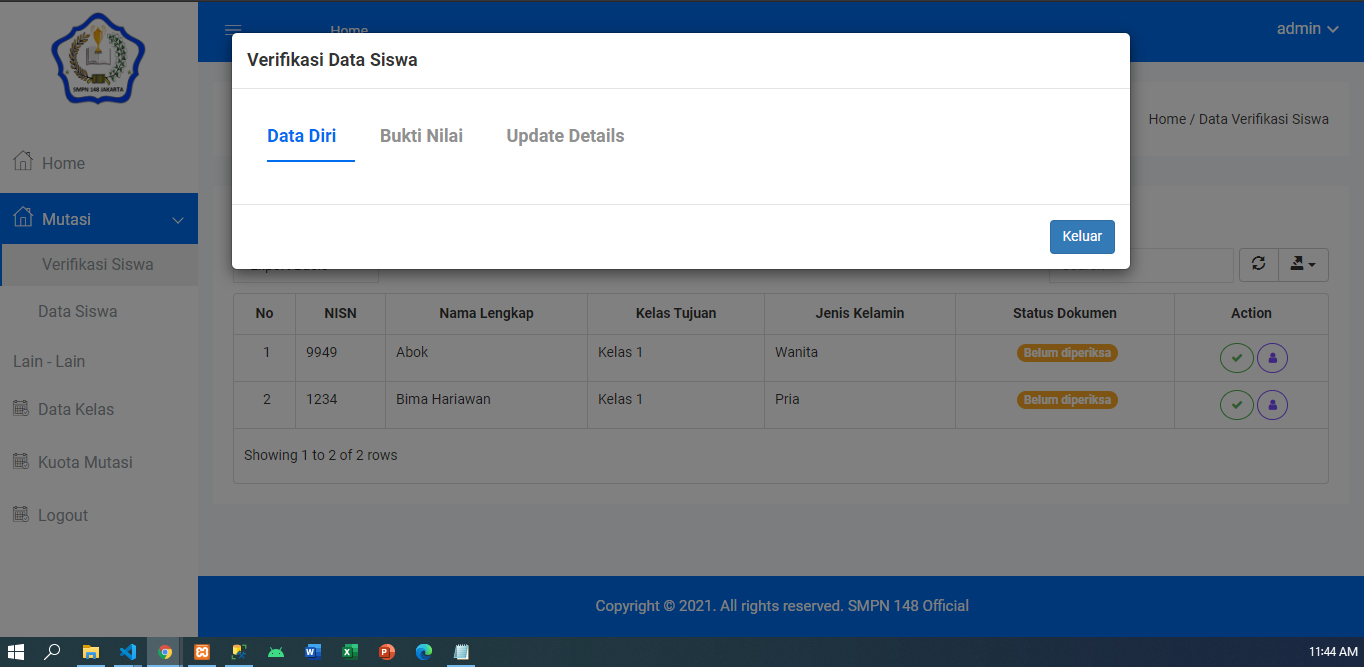 SMPN 148 JAKARTA
Home
admin
Verifikasi Data Siswa
Data Diri
Bukti Nilai
Update Details
Keluar
Home / Data Verifikasi Siswa
Home
Mutasi
Verifikasi Siswa
Data Siswa
Lain - Lain
Data Kelas
Kuota Mutasi
Logout
No NISN Nama Lengkap Kelas Tujuan Jenis Kelamin Status Dokumen Action
1 9949 Abok Kelas 1 Wanita Belum diperiksa
2 1234 Bima Hariawan Kelas 1 Pria Belum diperiksa
Showing 1 to 2 of 2 rows
Copyright © 2021. All rights reserved. SMPN 148 Official
11:44 AM